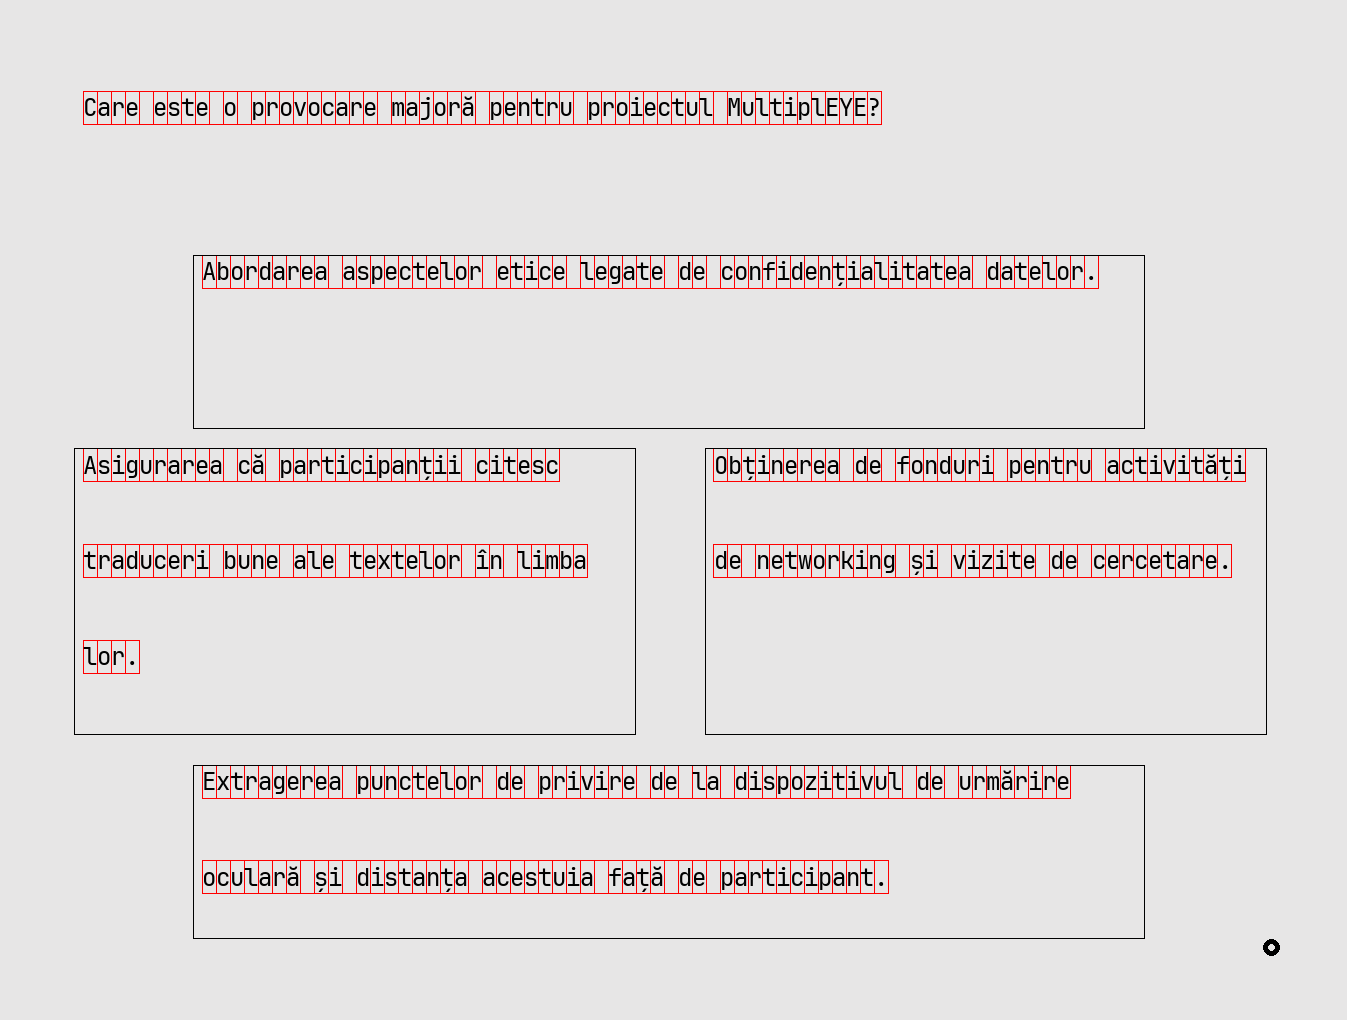 Care este o provocare majoră pentru proiectul MultiplEYE?
Abordarea aspectelor etice legate de confidențialitatea datelor.
Asigurarea că participanții citesc
traduceri bune ale textelor în limba
lor.
Obținerea de fonduri pentru activități
de networking și vizite de cercetare.
Extragerea punctelor de privire de la dispozitivul de urmărire
oculară și distanța acestuia față de participant.